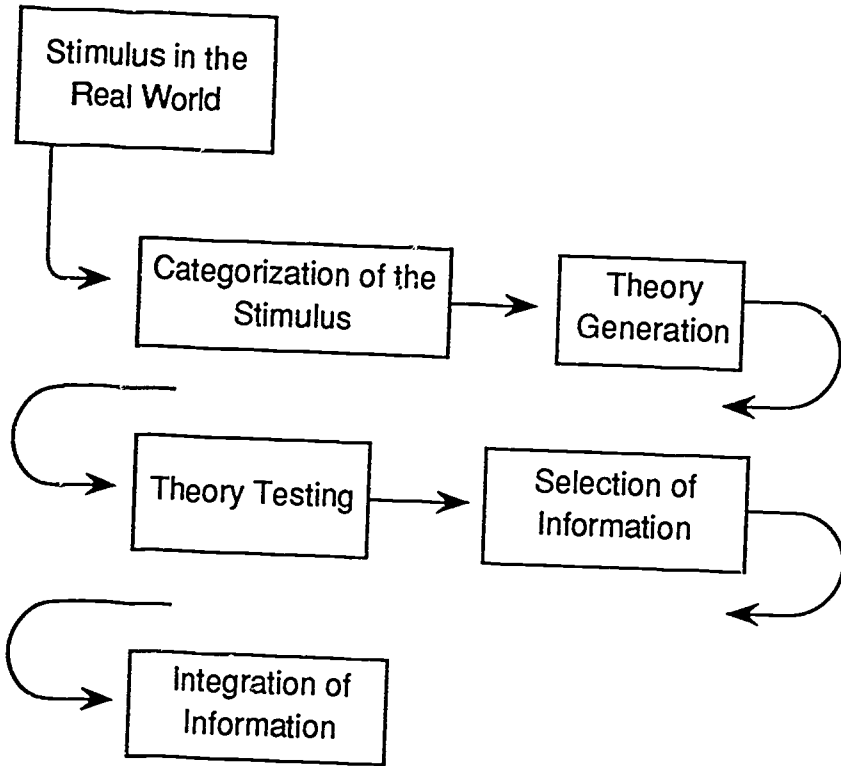 Stimulus in the
Real World
Categorization of the
Stimulus
Theory
Generation
Theory Testing
Selection of
Information
Integration of
Information